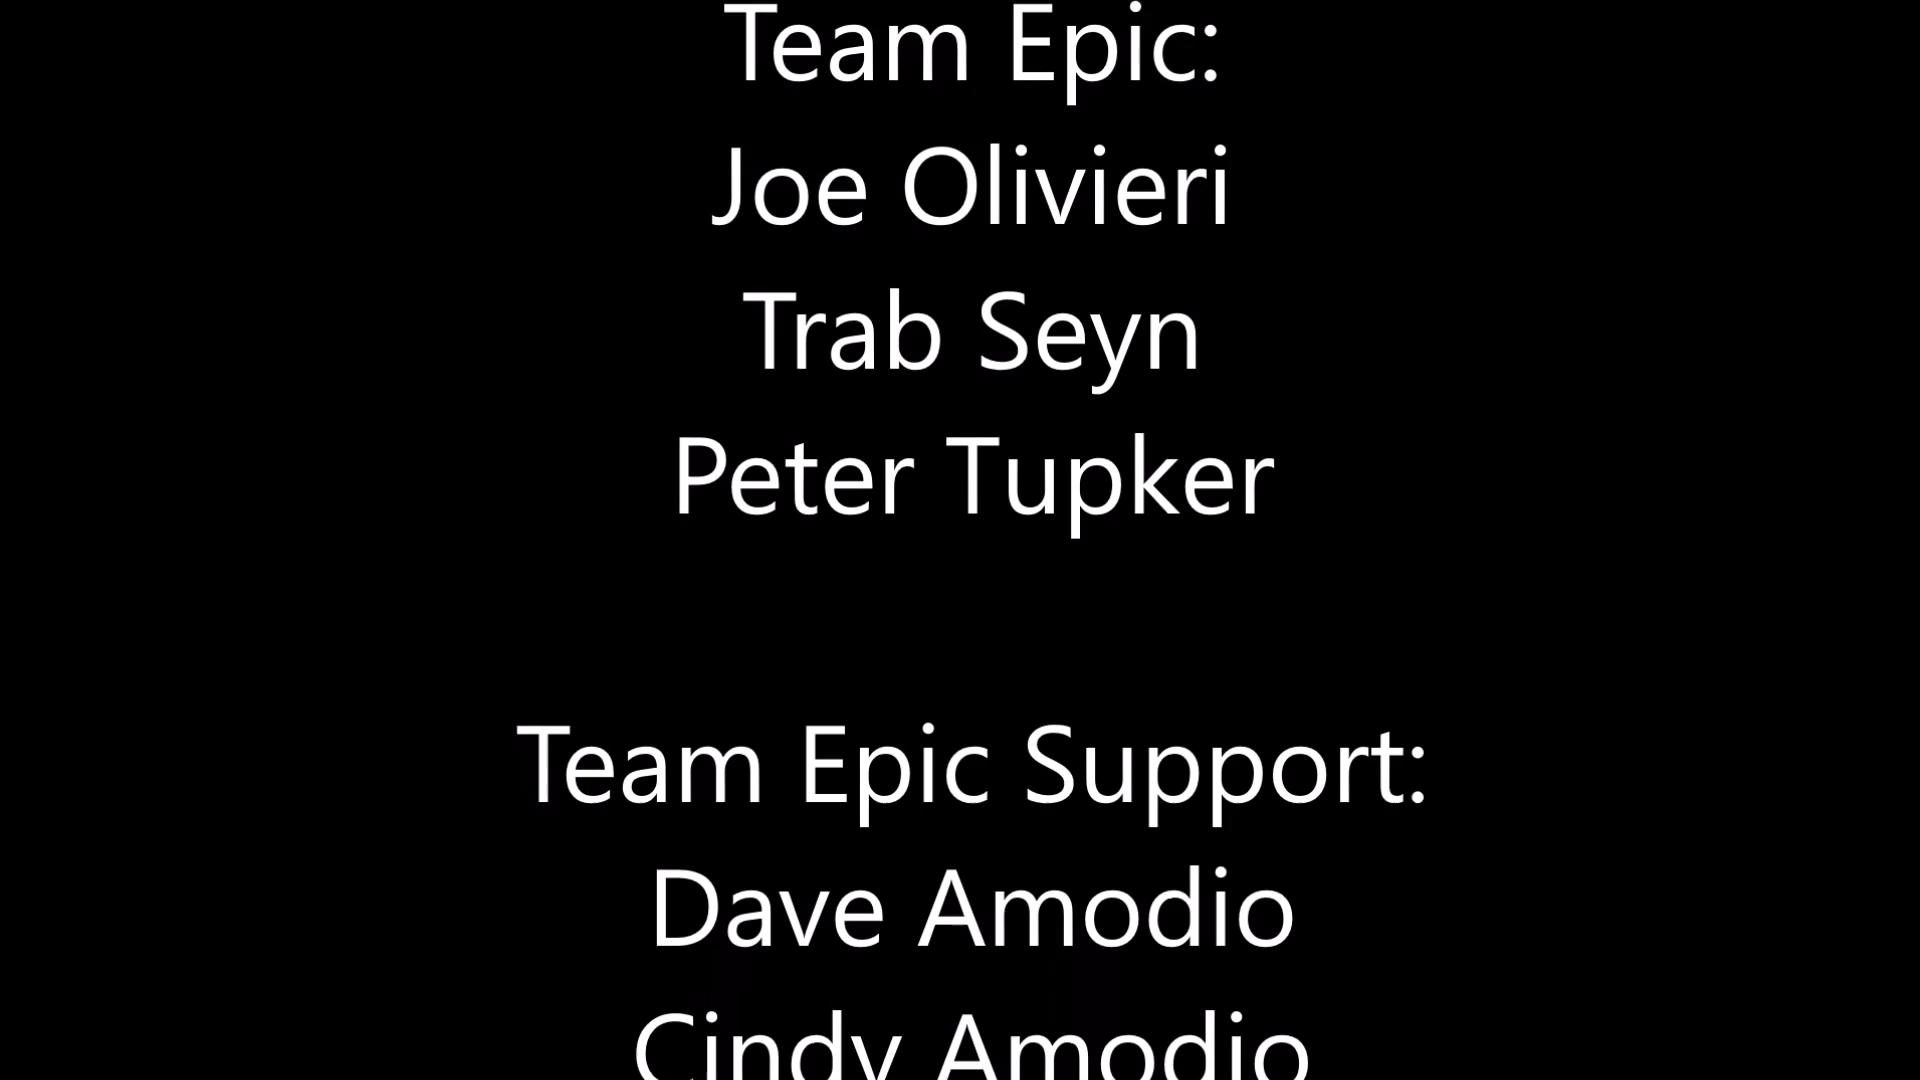 Team Epic:
Joe Olivieri
Trab Seyn
Peter Tupker
Team Epic Support:
Dave Amodio
Cindy Amodio